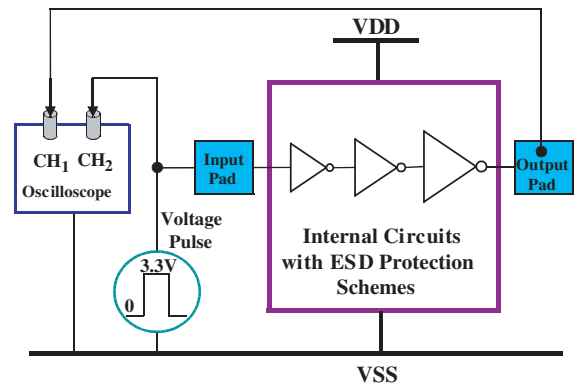 VDD
CH1 CH2
Oscilloscope
Input
Pad
Output
Pad
Voltage
Pulse
3.3V
0
Internal Circuits
with ESD Protection
Schemes
VSS